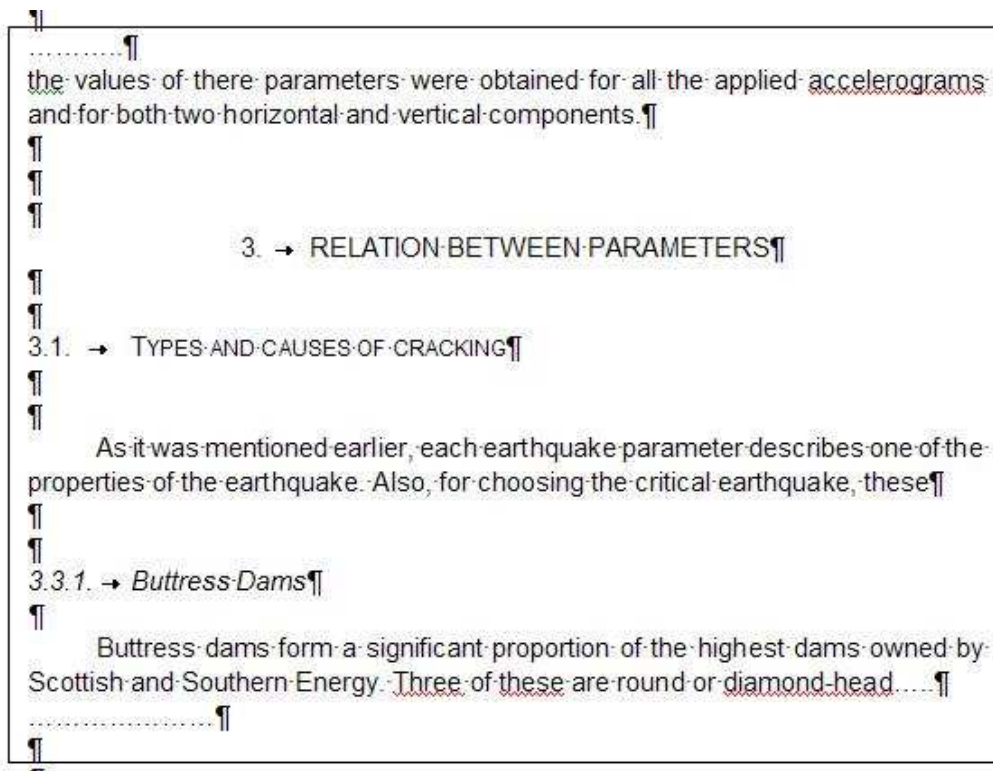 ¶
………..¶
the values of there parameters were obtained for all the applied accelerograms
and for both two horizontal and vertical components.¶
¶
¶
¶
3. → RELATION BETWEEN PARAMETERS¶
¶
¶
3.1. → TYPES AND CAUSES OF CRACKING¶
¶
¶
As it was mentioned earlier, each earthquake parameter describes one of the
properties of the earthquake. Also, for choosing the critical earthquake, these¶
¶
¶
3.3.1. → Buttress Dams¶
¶
Buttress dams form a significant proportion of the highest dams owned by
Scottish and Southern Energy. Three of these are round or diamond-head…..¶
…………………¶
¶